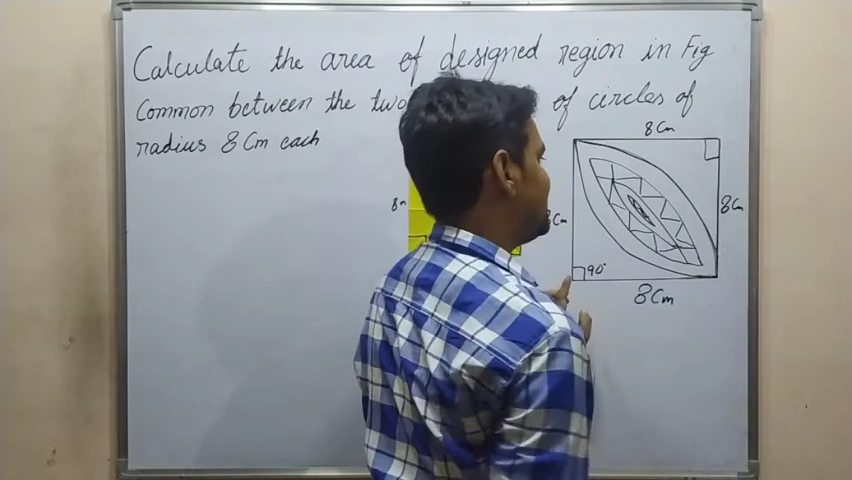 Calculate the area of designed region in Fig
Common between the two of circles of
radius 8 Cm each
8 Cm
8 Cm
Cm
90°
8 Cm